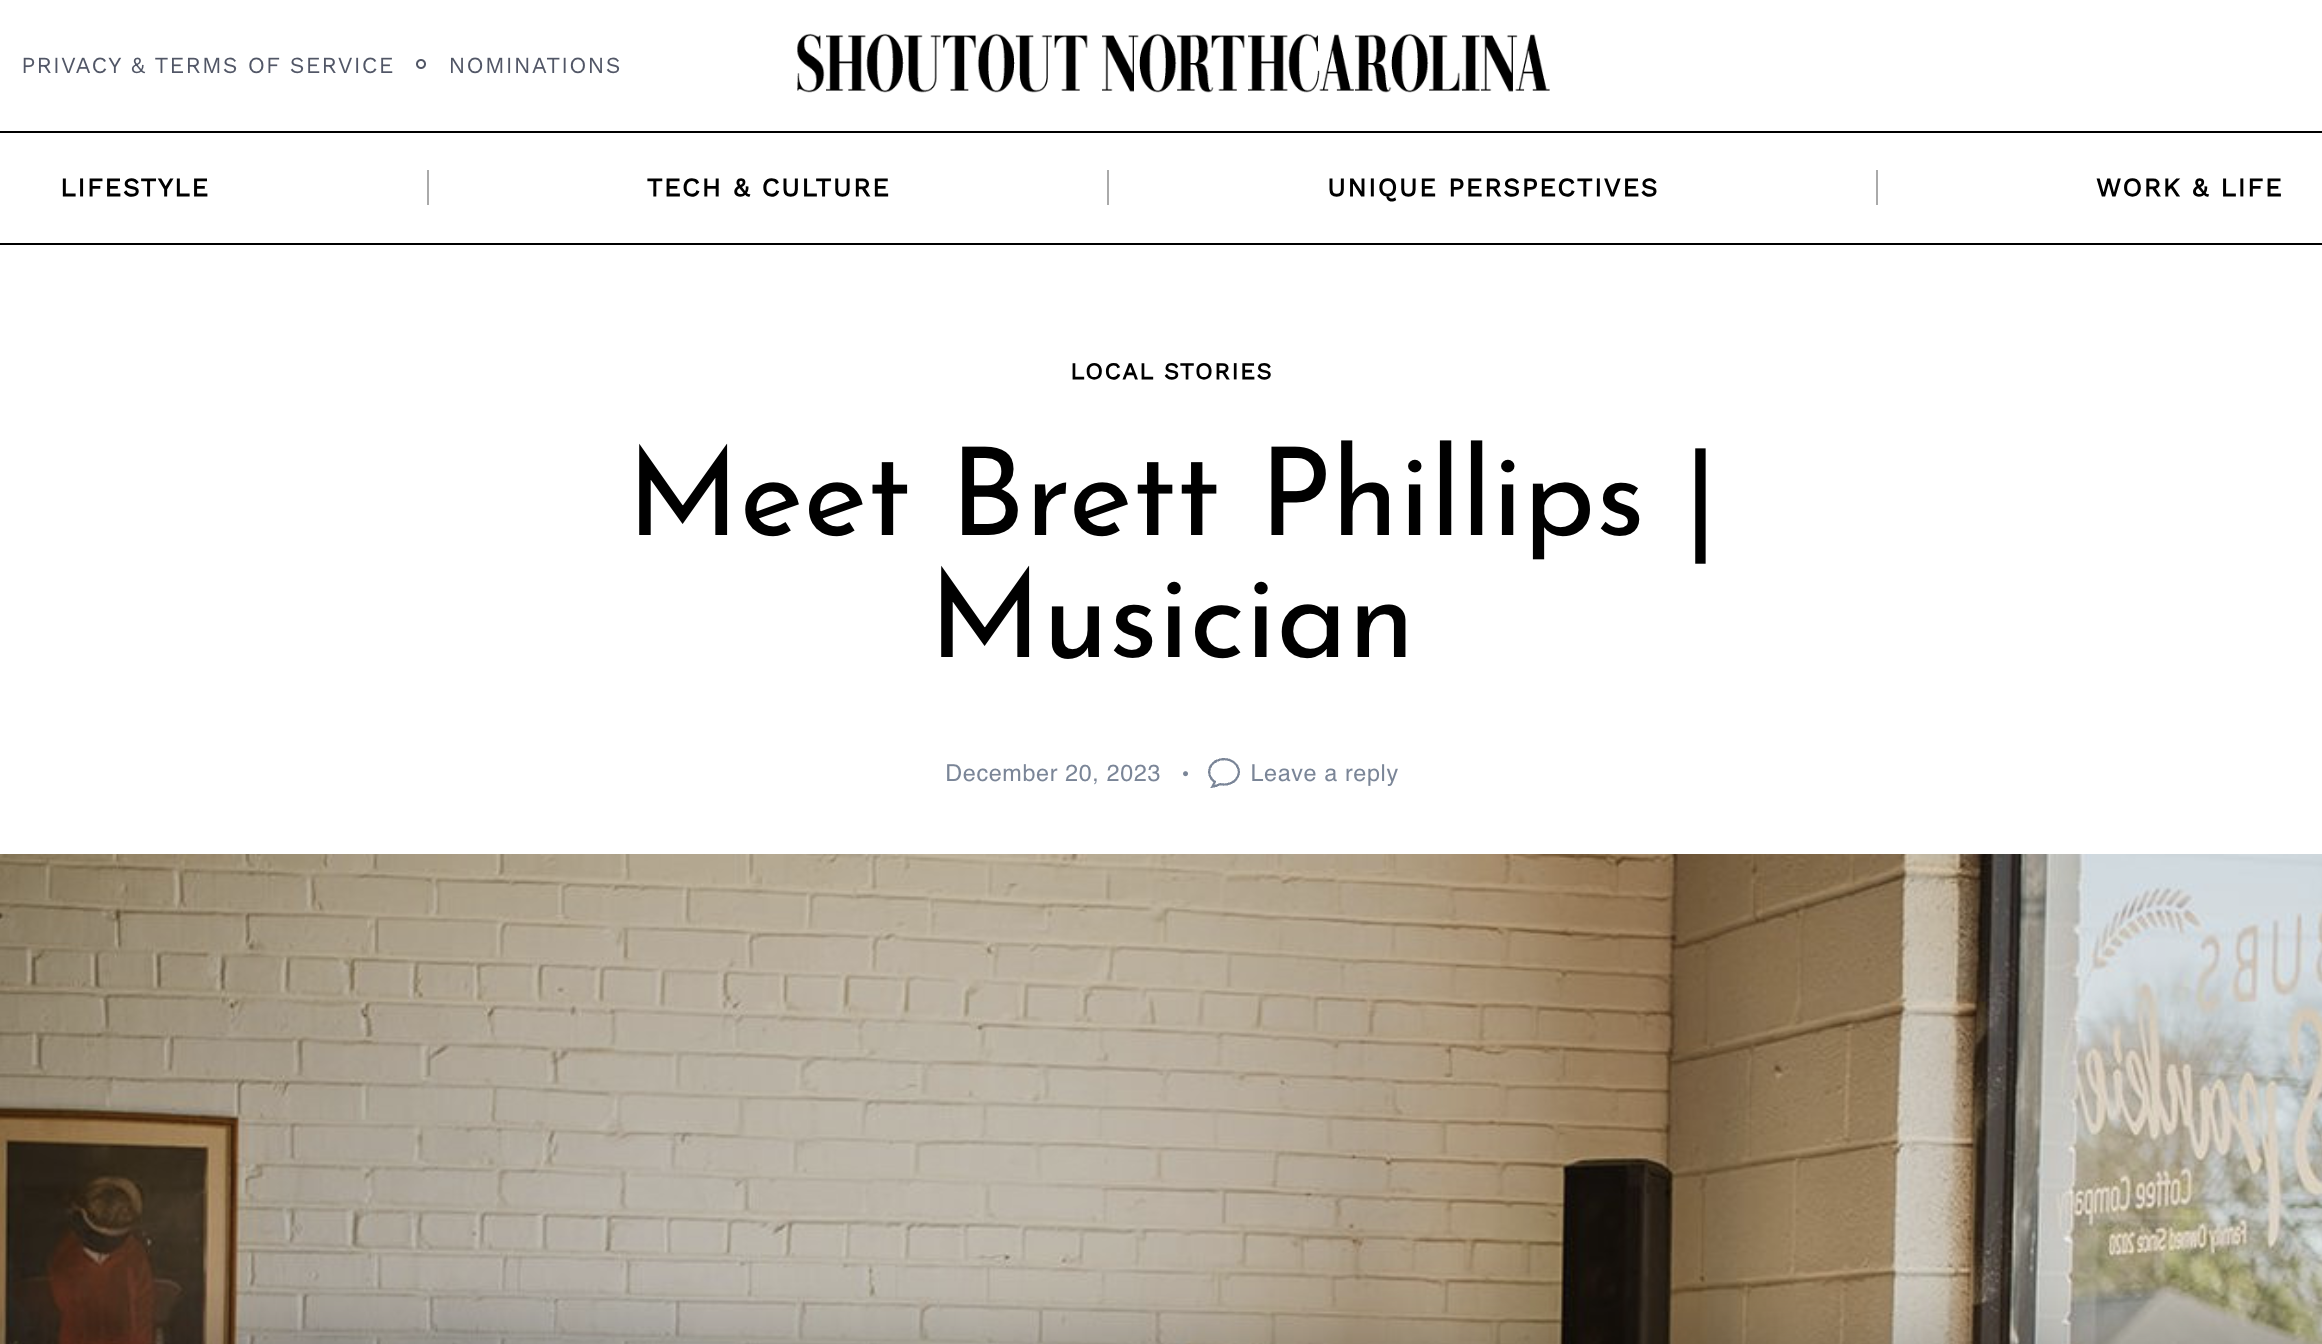 PRIVACY & TERMS OF SERVICE
NOMINATIONS
SHOUTOUT NORTHCAROLINA
LIFESTYLE
TECH & CULTURE
UNIQUE PERSPECTIVES
WORK & LIFE
LOCAL STORIES
Meet Brett Phillips |
Musician
December 20, 2023 • Leave a reply
Coffee Company
Family Owned Since 2020